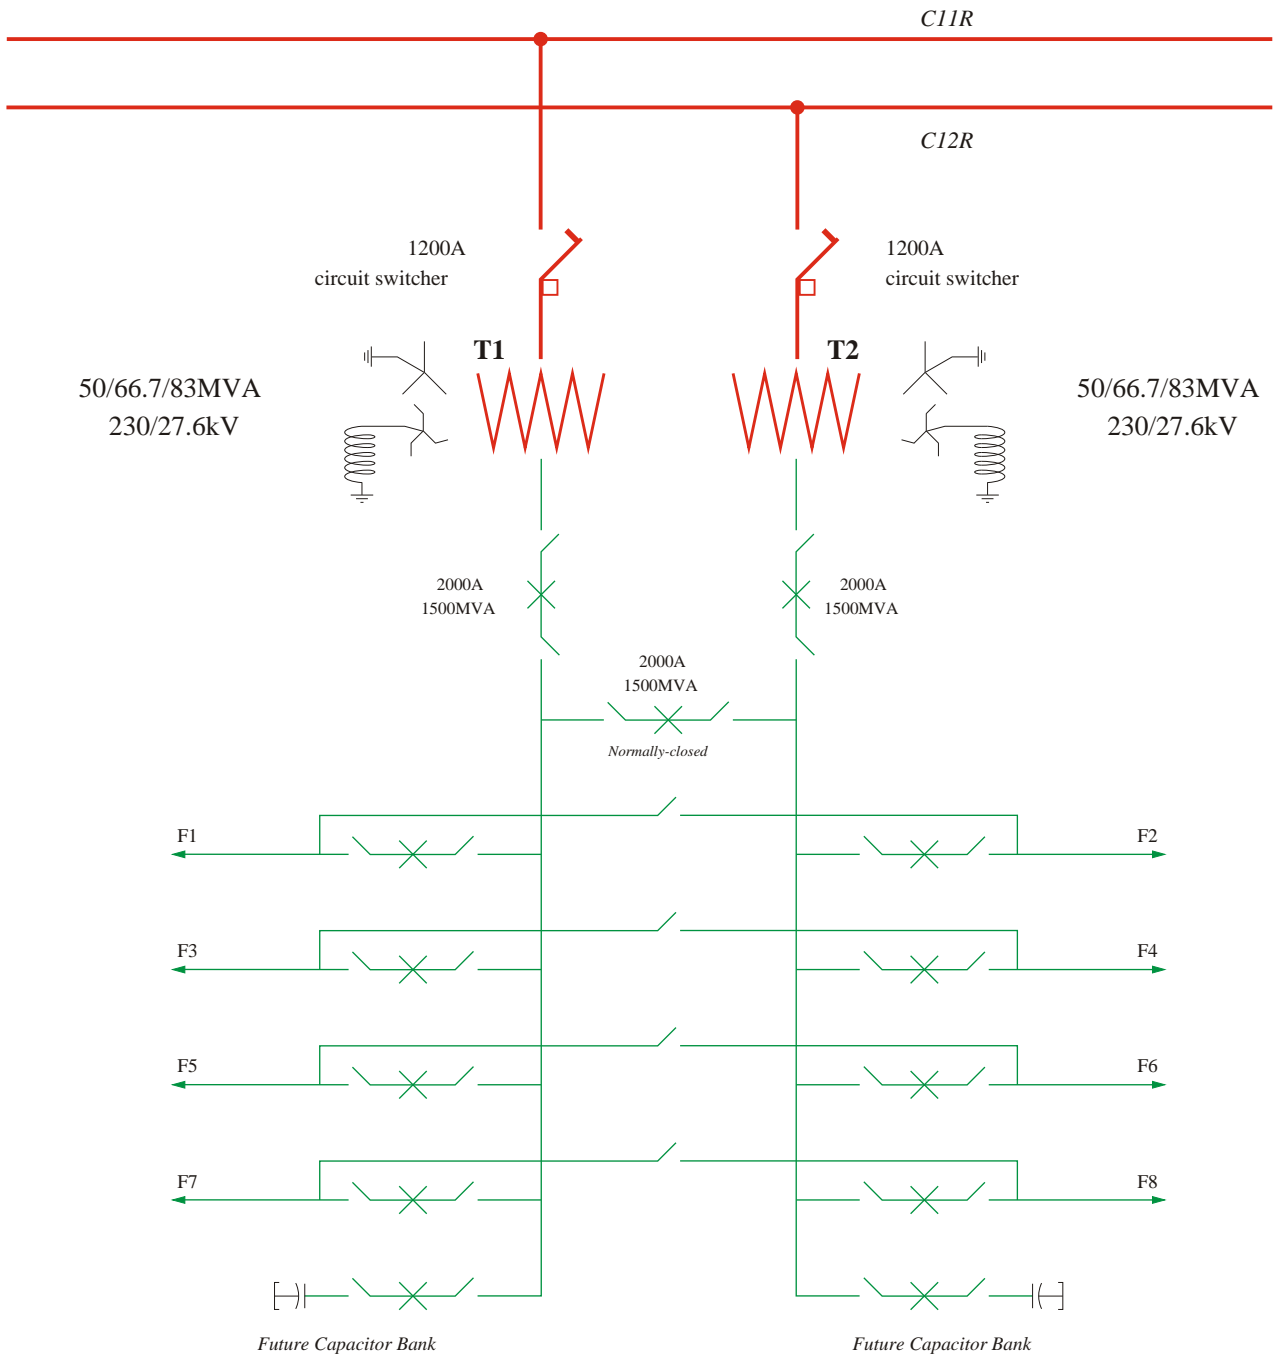 C11R
C12R
1200A
circuit switcher
1200A
circuit switcher
T1
T2
50/66.7/83MVA
230/27.6kV
50/66.7/83MVA
230/27.6kV
2000A
1500MVA
2000A
1500MVA
2000A
1500MVA
Normally-closed
F1
F2
F3
F4
F5
F6
F7
F8
Future Capacitor Bank
Future Capacitor Bank